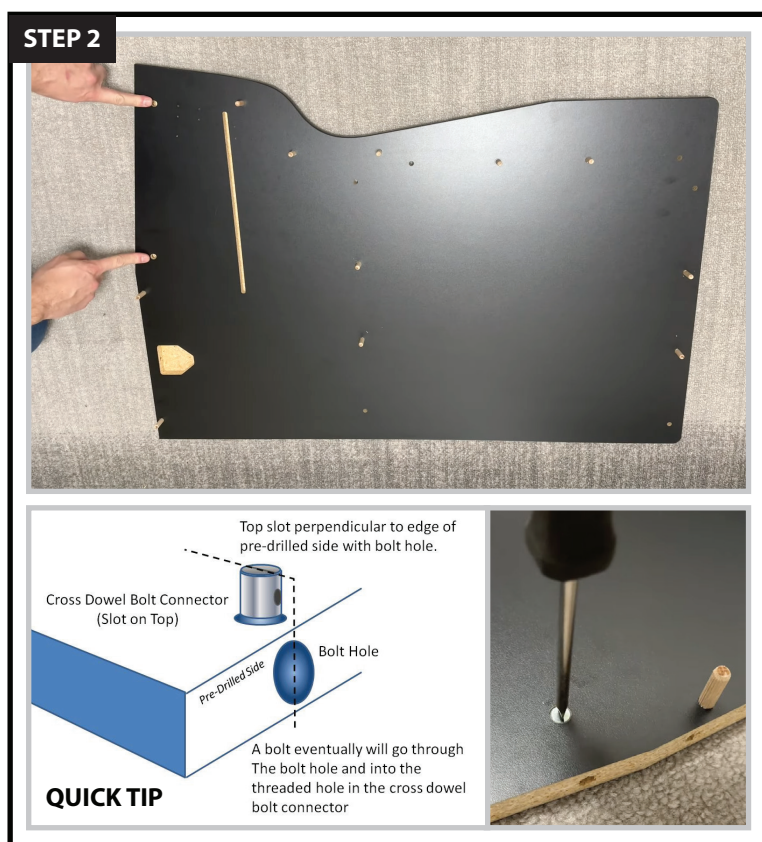 STEP 2
Top slot perpendicular to edge of
pre-drilled side with bolt hole.
Cross Dowel Bolt Connector
(Slot on Top)
Pre-Drilled Side
Bolt Hole
A bolt eventually will go through
The bolt hole and into the
threaded hole in the cross dowel
bolt connector
QUICK TIP